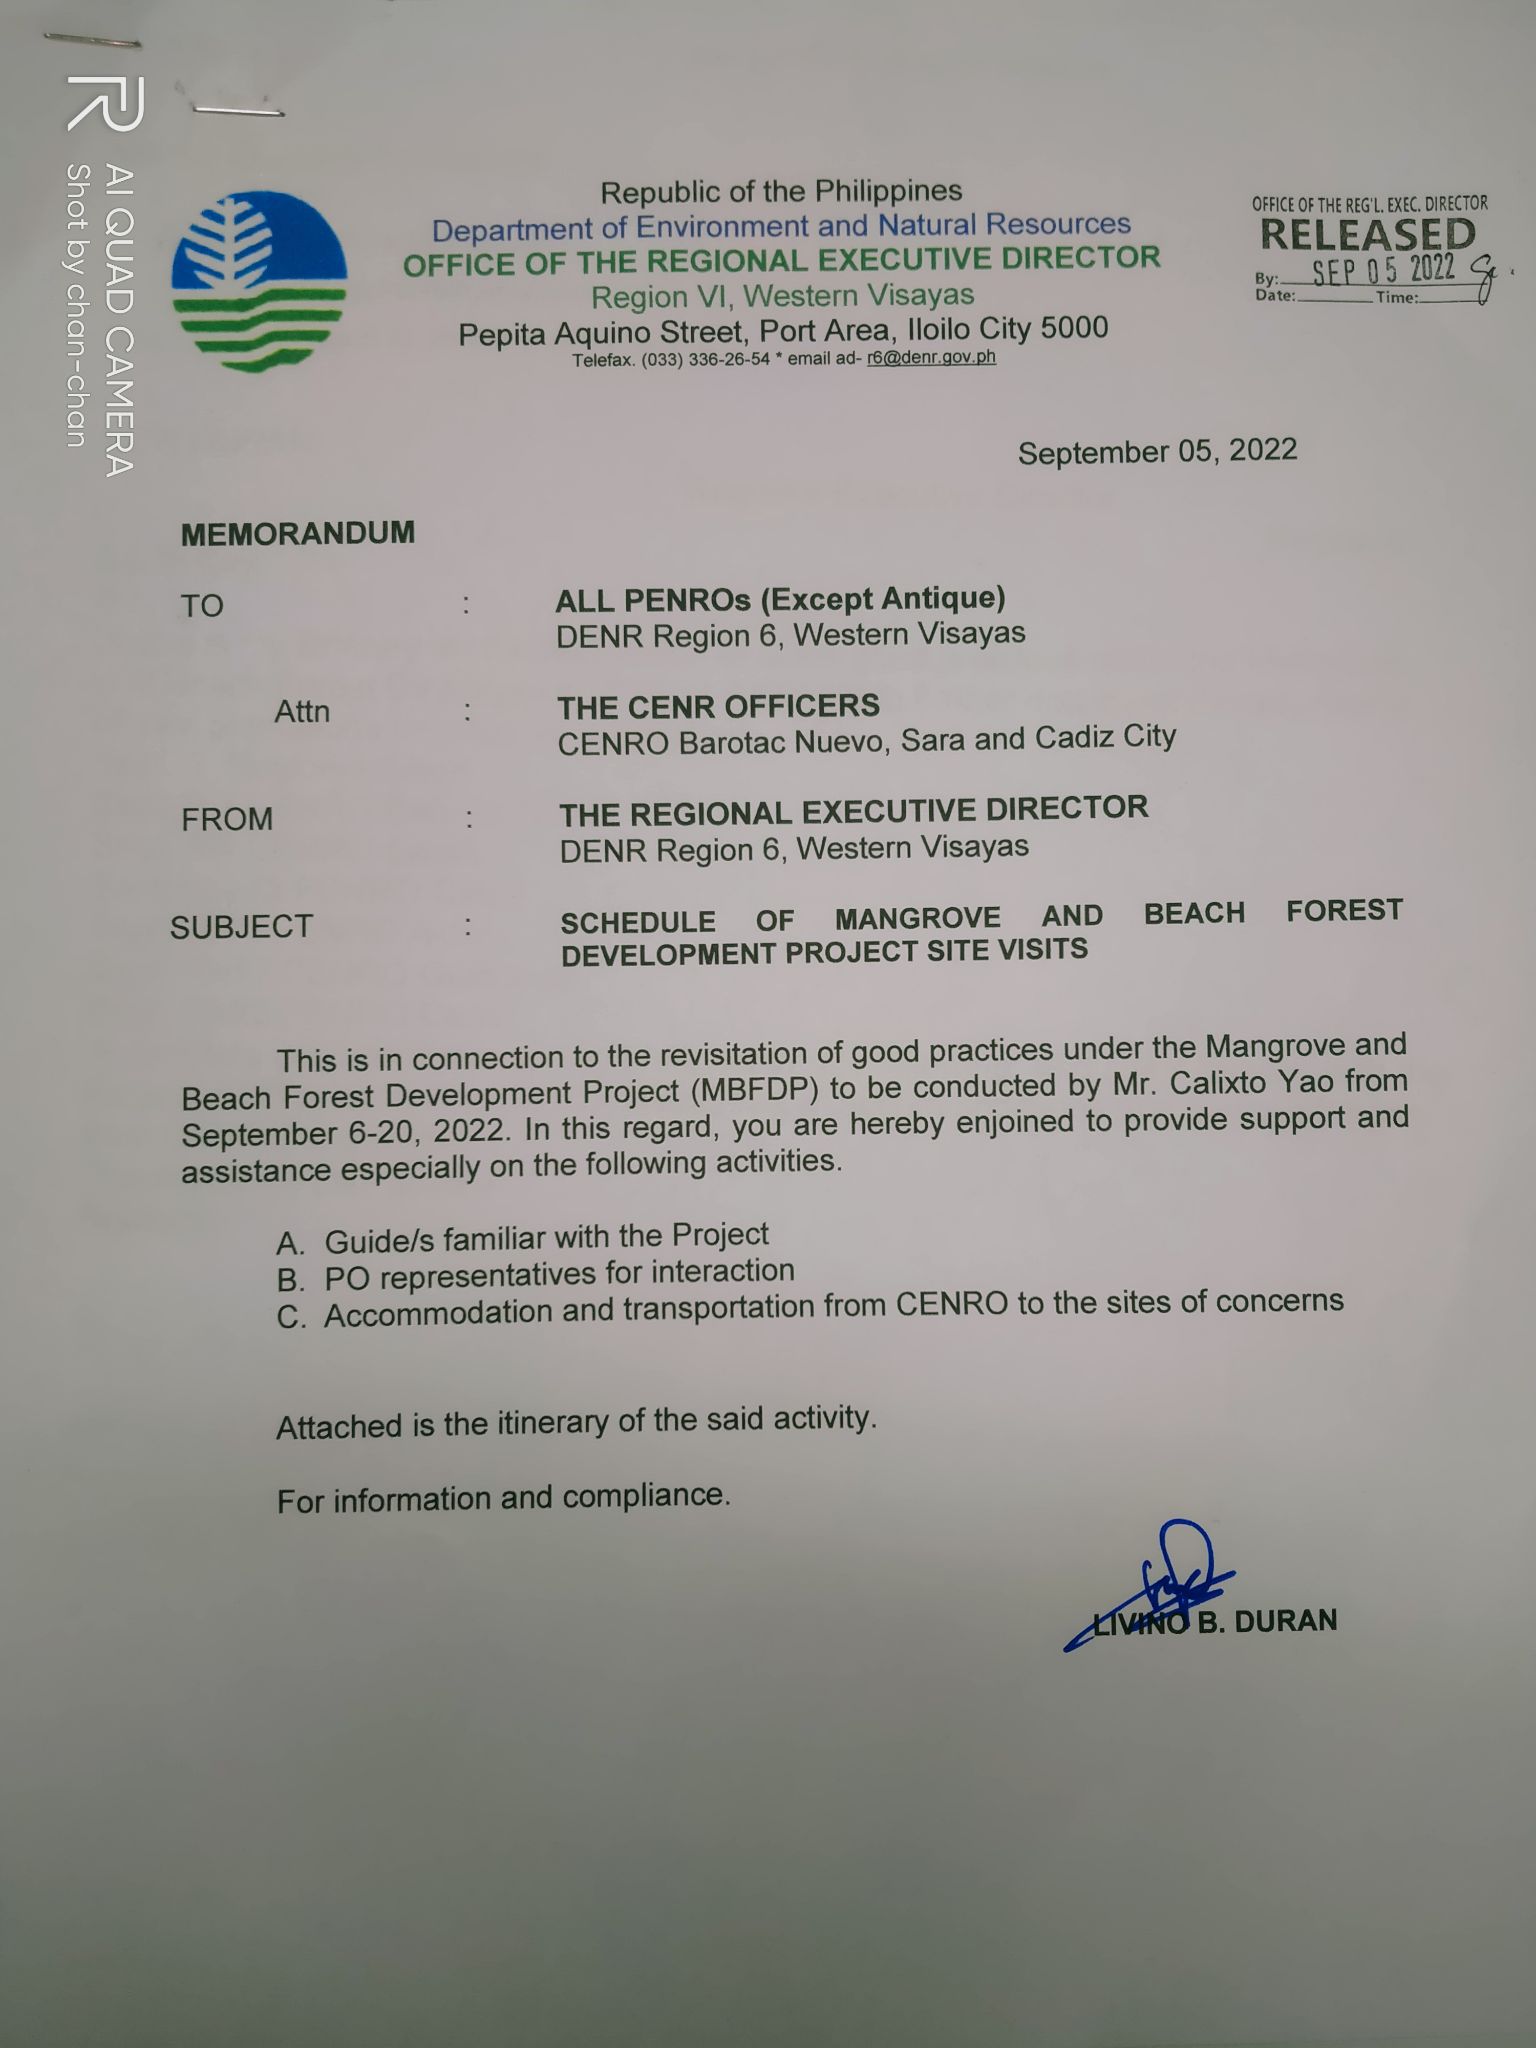 AI QUAD CAMERA
Shot by chan-chan
Republic of the Philippines
Department of Environment and Natural Resources
OFFICE OF THE REGIONAL EXECUTIVE DIRECTOR
Region VI, Western Visayas
Pepita Aquino Street, Port Area, Iloilo City 5000
Telefax. (033) 336-26-54 * email ad- r6@denr.gov.ph
OFFICE OF THE REG'L. EXEC. DIRECTOR
RELEASED
By: SEP 05 2022
Date: Time:
September 05, 2022
MEMORANDUM
TO : ALL PENROs (Except Antique)
DENR Region 6, Western Visayas
Attn : THE CENR OFFICERS
CENRO Barotac Nuevo, Sara and Cadiz City
FROM : THE REGIONAL EXECUTIVE DIRECTOR
DENR Region 6, Western Visayas
SUBJECT : SCHEDULE OF MANGROVE AND BEACH FOREST
DEVELOPMENT PROJECT SITE VISITS
This is in connection to the revisitation of good practices under the Mangrove and
Beach Forest Development Project (MBFDP) to be conducted by Mr. Calixto Yao from
September 6-20, 2022. In this regard, you are hereby enjoined to provide support and
assistance especially on the following activities.
A. Guide/s familiar with the Project
B. PO representatives for interaction
C. Accommodation and transportation from CENRO to the sites of concerns
Attached is the itinerary of the said activity.
For information and compliance.
LIVINO B. DURAN